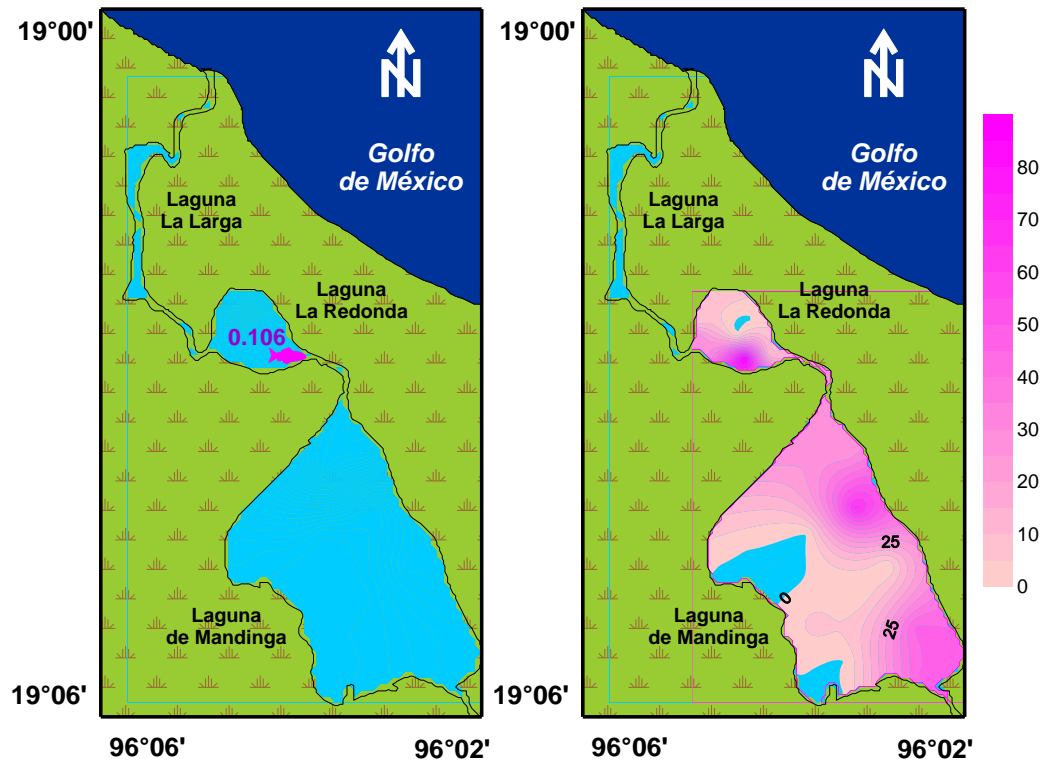 19°00'
N
Golfo
de México
Laguna
La Larga
Laguna
La Redonda
0.106
Laguna
de Mandinga
19°06'
96°06'
96°02'
19°00'
N
Golfo
de México
Laguna
La Larga
Laguna
La Redonda
25
0
25
Laguna
de Mandinga
19°06'
96°06'
96°02'
80
70
60
50
40
30
20
10
0